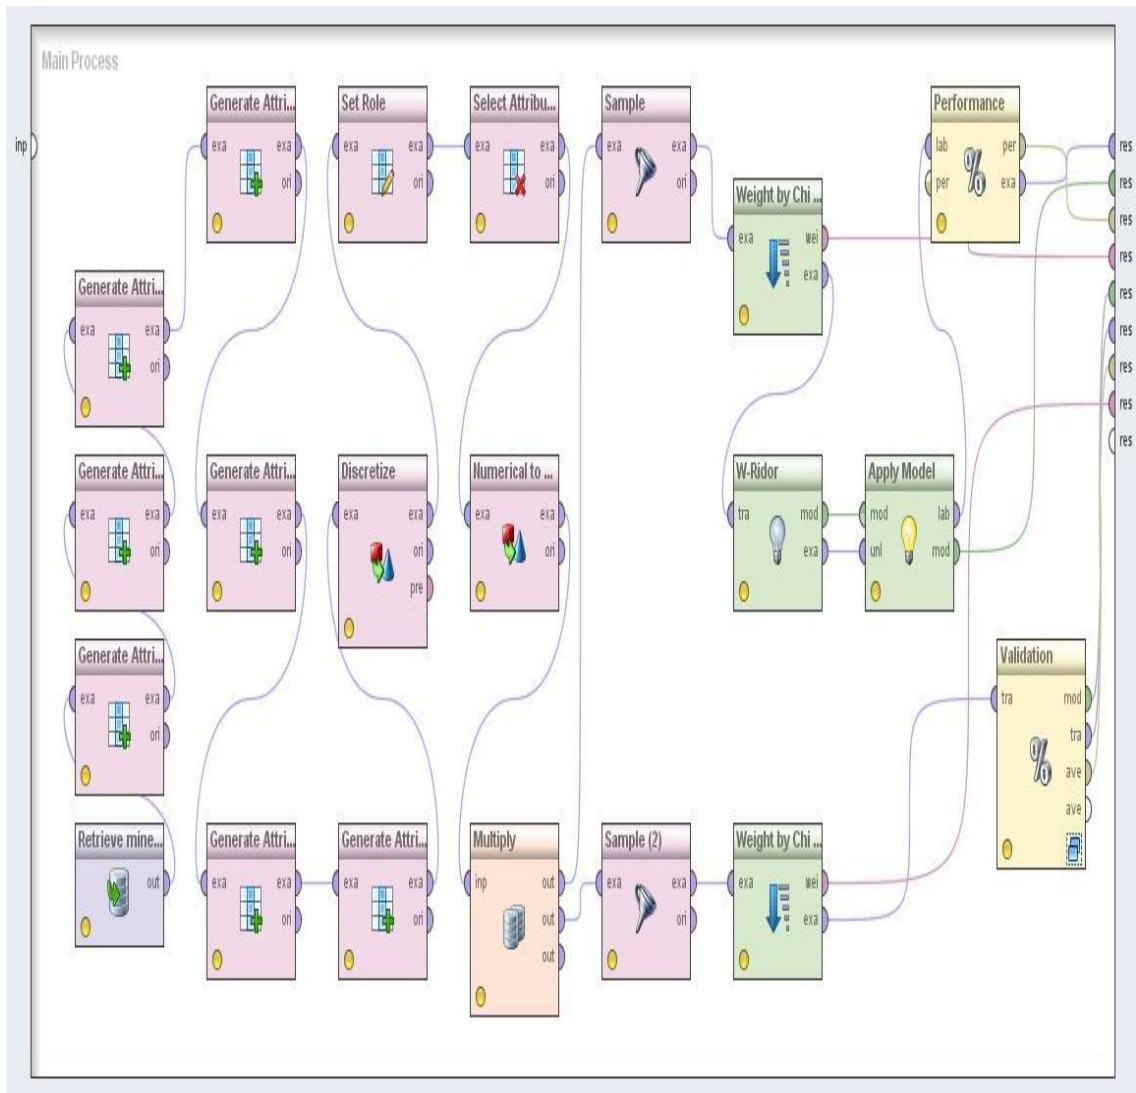 Main Process
Generate Attri...
Set Role
Select Attribu...
Sample
Performance
inp
exa
exa
ori
exa
exa
ori
exa
exa
ori
exa
exa
ori
lab
per
per
exa
res
res
res
res
res
res
res
res
res
Weight by Chi ...
exa
wei
exa
Generate Attri...
exa
exa
ori
Generate Attri...
exa
exa
ori
Generate Attri...
exa
exa
ori
Discretize
exa
exa
ori
pre
Numerical to ...
exa
exa
ori
W-Ridor
tra
mod
exa
Apply Model
mod
lab
unl
mod
Generate Attri...
exa
exa
ori
Validation
tra
mod
tra
ave
ave
Retrieve mine...
out
Generate Attri...
exa
exa
ori
Generate Attri...
exa
exa
ori
Multiply
inp
out
out
out
Sample (2)
exa
exa
ori
Weight by Chi ...
exa
wei
exa